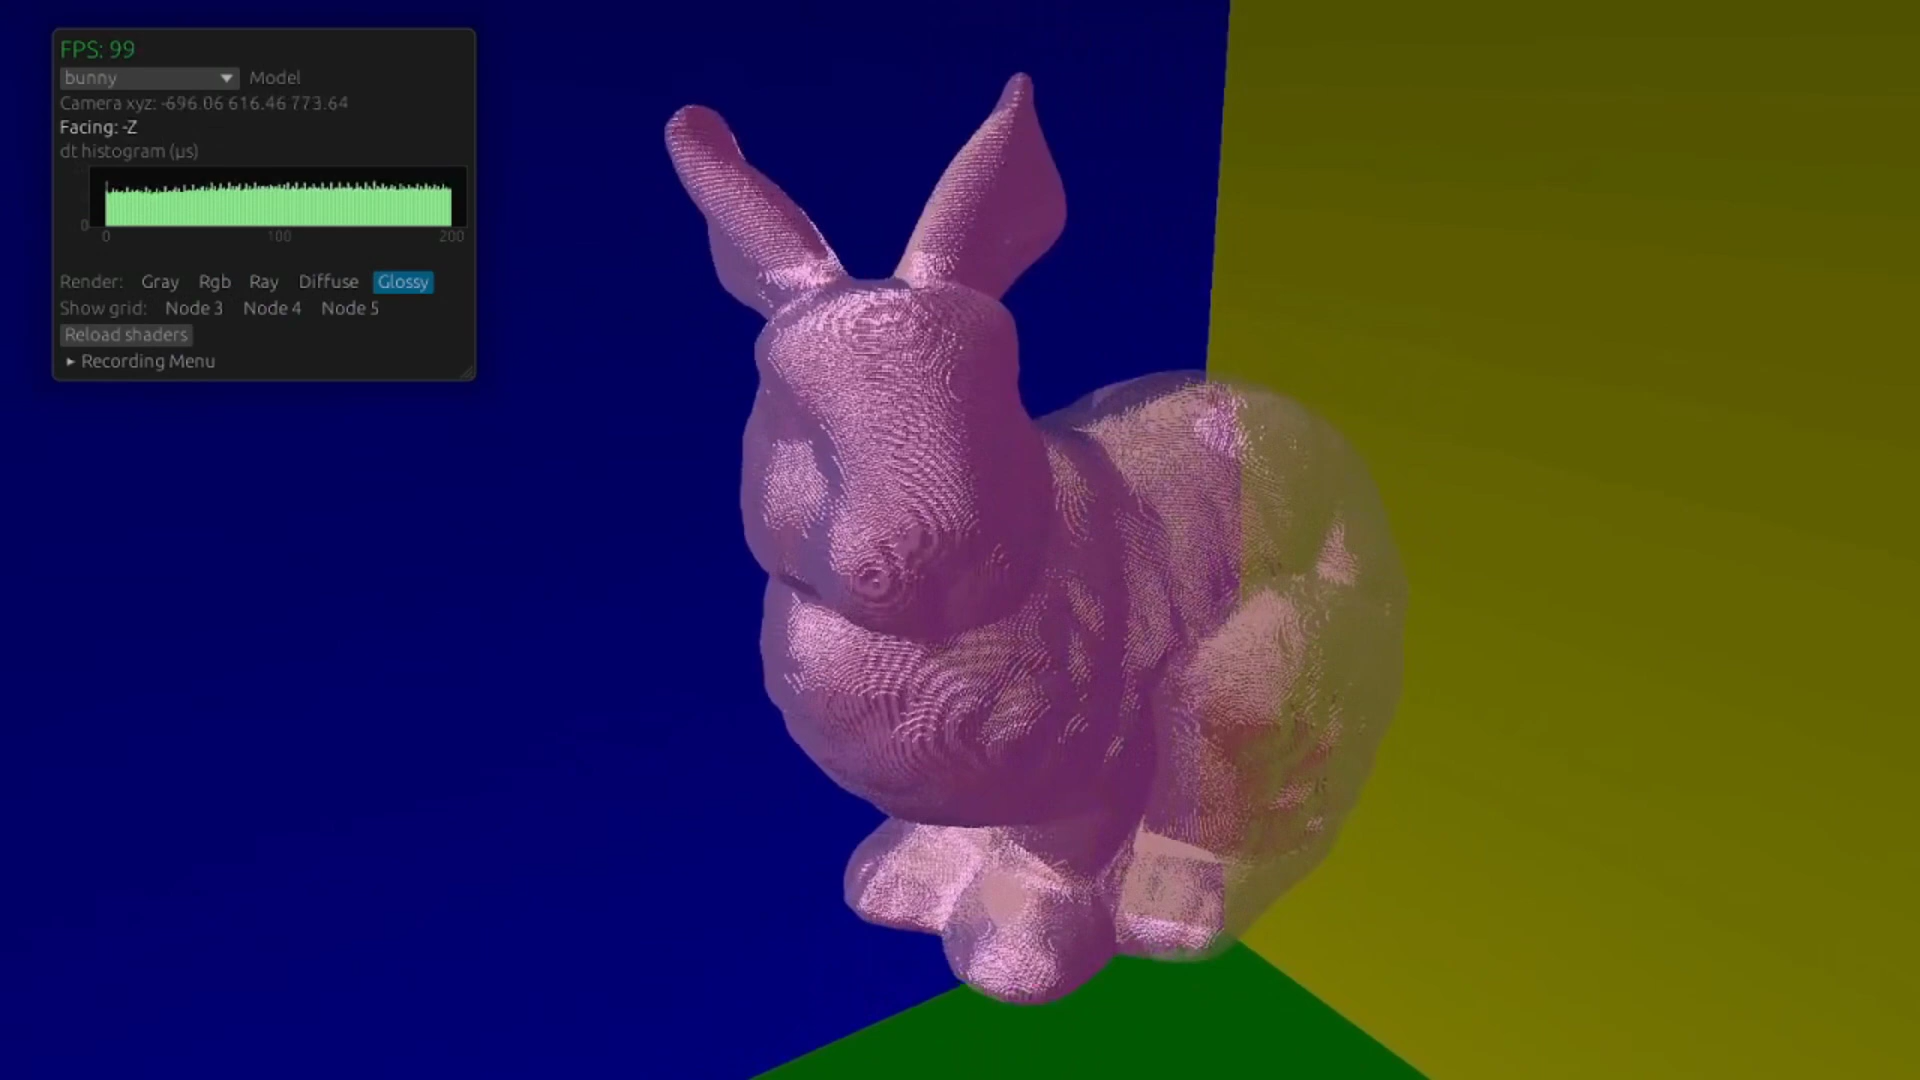 FPS: 99
bunny Model
Camera xyz: -696.06 616.46 773.64
Facing: -Z
dt histogram (µs)
0
0 100 200
Render: Gray Rgb Ray Diffuse Glossy
Show grid: Node 3 Node 4 Node 5
Reload shaders
Recording Menu